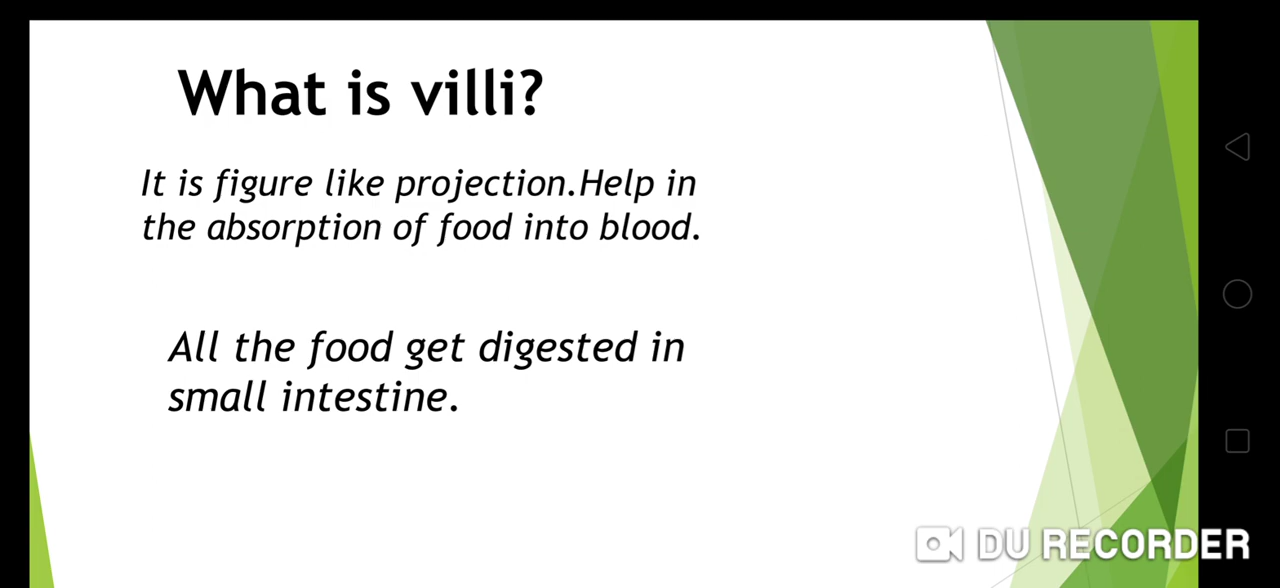 What is villi?
It is figure like projection.Help in
the absorption of food into blood.
All the food get digested in
small intestine.
DU RECORDER